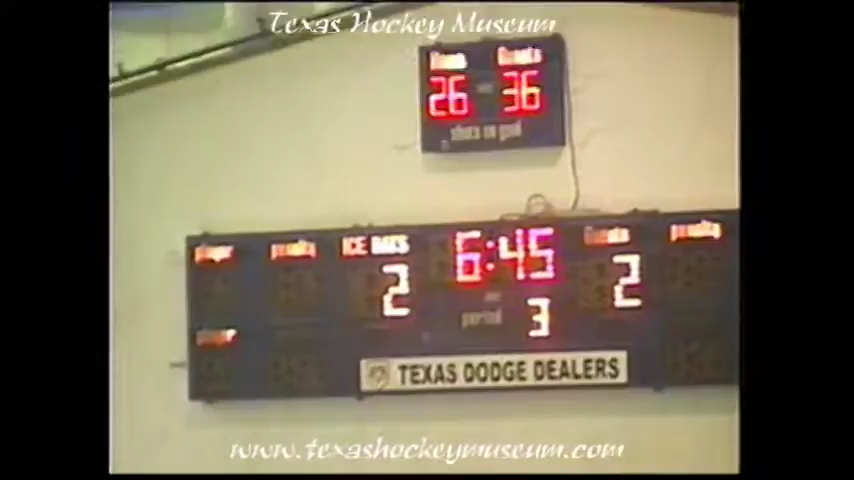 Texas Hockey Museum
Home Guests
26 36
shots on goal
player penalty ICE RAYS 6:45 Guests penalty
2 2
period 3
player
TEXAS DODGE DEALERS
www.texashockeymuseum.com